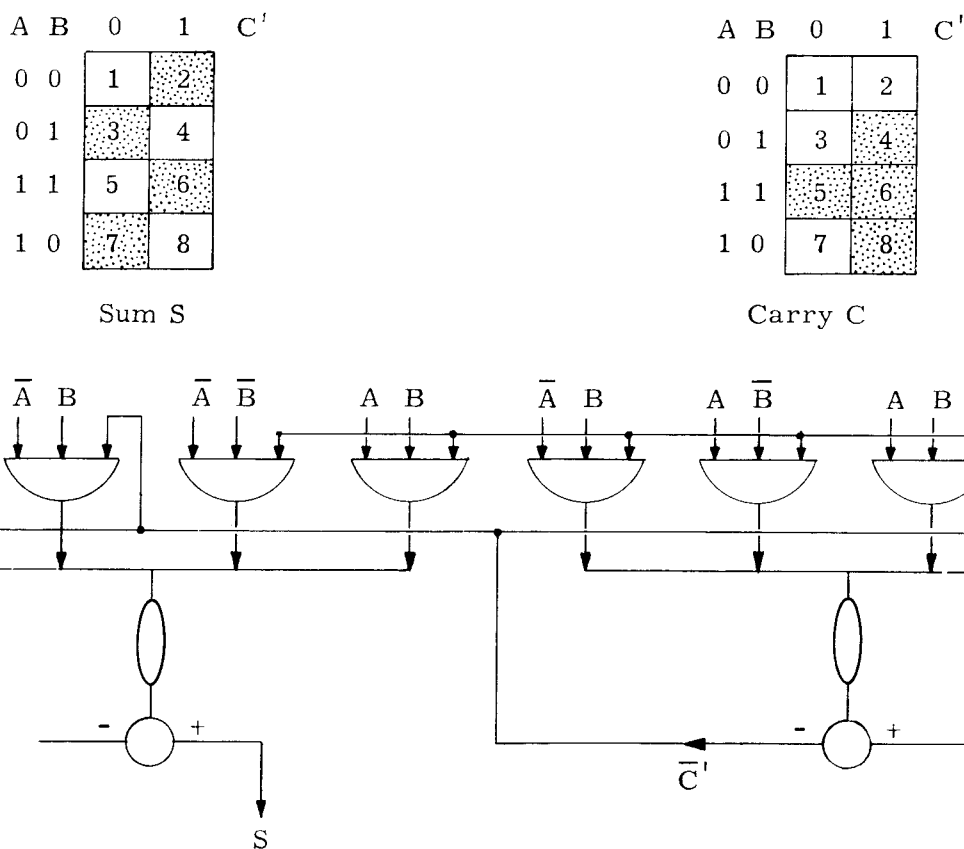 A B 0 1 C'
0 0 1 2
0 1 3 4
1 1 5 6
1 0 7 8
Sum S
A B 0 1 C'
0 0 1 2
0 1 3 4
1 1 5 6
1 0 7 8
Carry C
A̅ B A̅ B̅ A B A̅ B A B̅ A B
- +
- +
C̅'
S